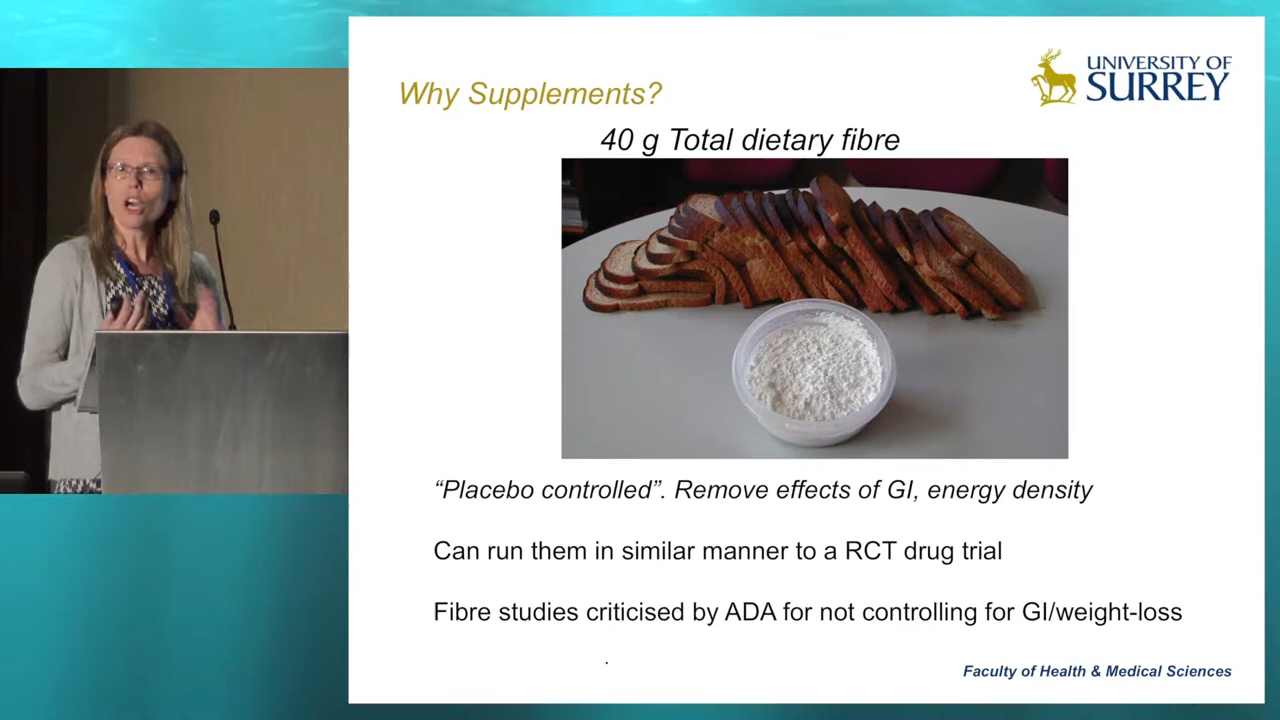 Why Supplements?
UNIVERSITY OF
SURREY
40 g Total dietary fibre
“Placebo controlled”. Remove effects of GI, energy density
Can run them in similar manner to a RCT drug trial
Fibre studies criticised by ADA for not controlling for GI/weight-loss
.
Faculty of Health & Medical Sciences